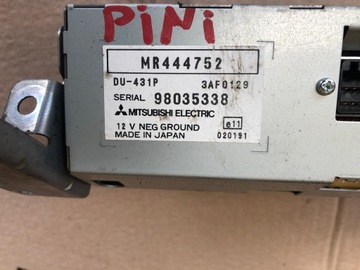 PiNi
MR444752
DU-431P 3AF0129
SERIAL 98035338
MITSUBISHI ELECTRIC
12 V NEG GROUND e11
MADE IN JAPAN 020191